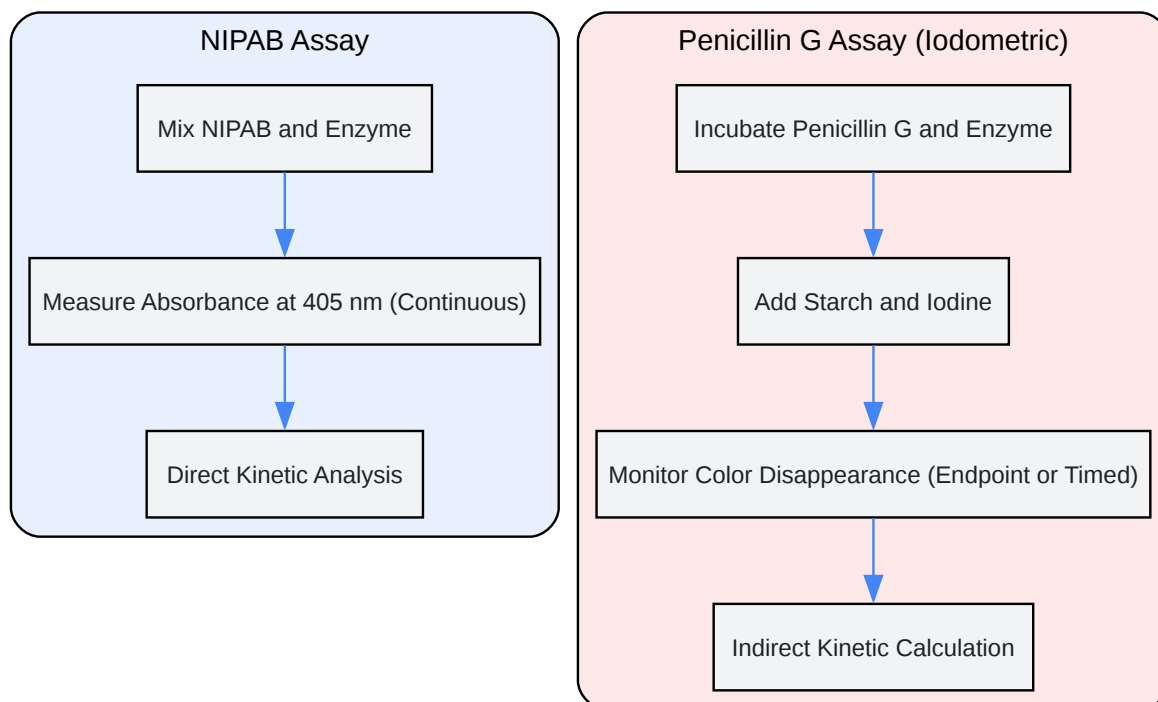 NIPAB Assay
Mix NIPAB and Enzyme
Measure Absorbance at 405 nm (Continuous)
Direct Kinetic Analysis
Penicillin G Assay (Iodometric)
Incubate Penicillin G and Enzyme
Add Starch and Iodine
Monitor Color Disappearance (Endpoint or Timed)
Indirect Kinetic Calculation